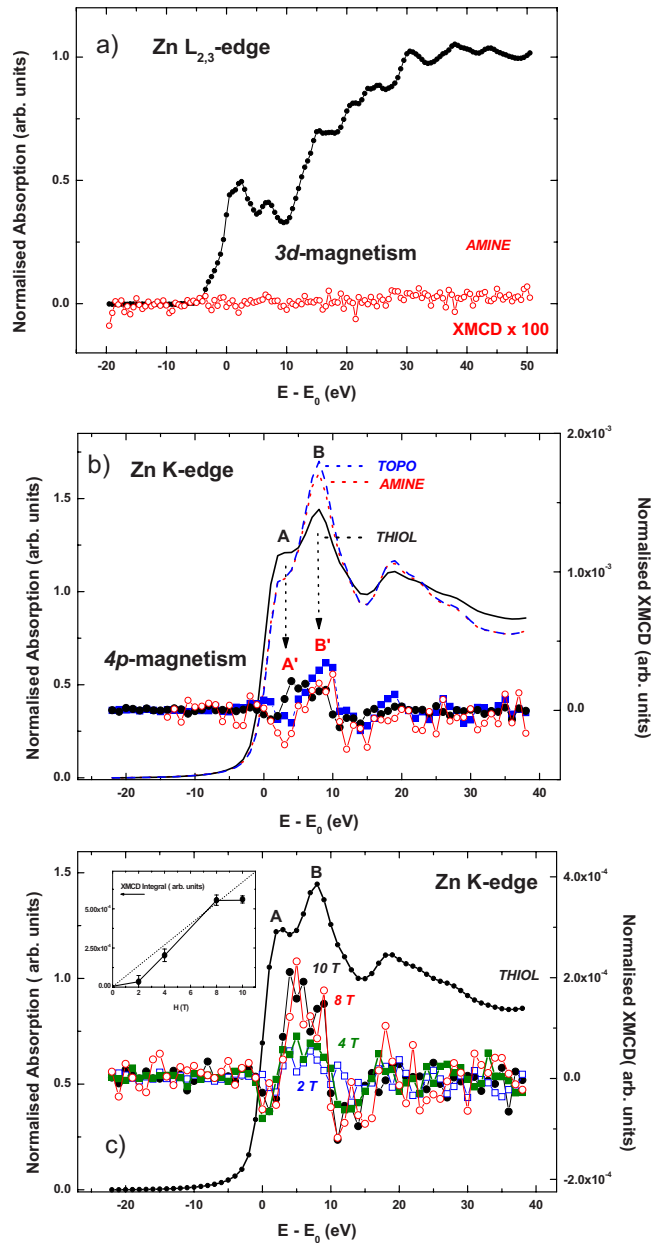 a)
Zn L2,3-edge
Normalised Absorption (arb. units)
1.0
0.5
0.0
3d-magnetism
AMINE
XMCD x 100
-20 -10 0 10 20 30 40 50
E - E0 (eV)
b)
Zn K-edge
Normalised Absorption (arb. units)
Normalised XMCD (arb. units)
1.5
1.0
0.5
0.0
2.0x10-3
1.0x10-3
0.0
B
TOPO
AMINE
A
THIOL
4p-magnetism
A'
B'
-20 -10 0 10 20 30 40
E - E0 (eV)
c)
Zn K-edge
Normalised Absorption ( arb. units)
Normalised XMCD( arb. units)
1.5
1.0
0.5
0.0
4.0x10-4
2.0x10-4
0.0
-2.0x10-4
XMCD Integral ( arb. units)
5.00x10-4
2.50x10-4
0.00
0 2 4 6 8 10
H (T)
B
A
10 T
8 T
4 T
2 T
THIOL
-20 -10 0 10 20 30 40
E - E0 (eV)